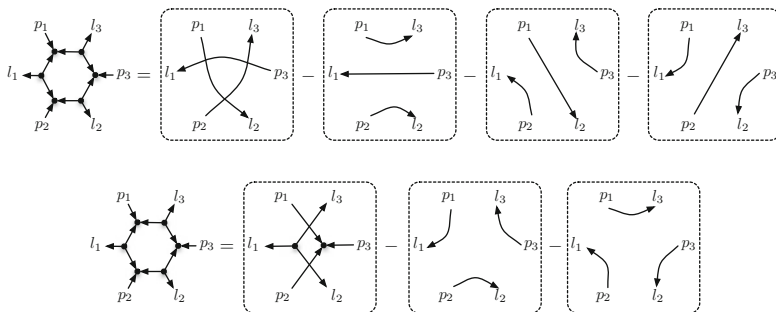 p₁ l₃ p₁ l₃ p₁ l₃ p₁ l₃ p₁ l₃
l₁ p₃ = l₁ p₃ − l₁ p₃ − l₁ p₃ − l₁ p₃
p₂ l₂ p₂ l₂ p₂ l₂ p₂ l₂ p₂ l₂
p₁ l₃ p₁ l₃ p₁ l₃ p₁ l₃
l₁ p₃ = l₁ p₃ − l₁ p₃ − l₁ p₃
p₂ l₂ p₂ l₂ p₂ l₂ p₂ l₂